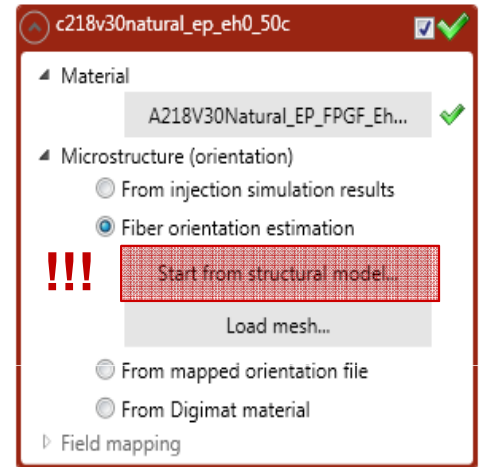 c218v30natural_ep_eh0_50c
Material
A218V30Natural_EP_FPGF_Eh...
Microstructure (orientation)
From injection simulation results
Fiber orientation estimation
!!! Start from structural model...
Load mesh...
From mapped orientation file
From Digimat material
Field mapping